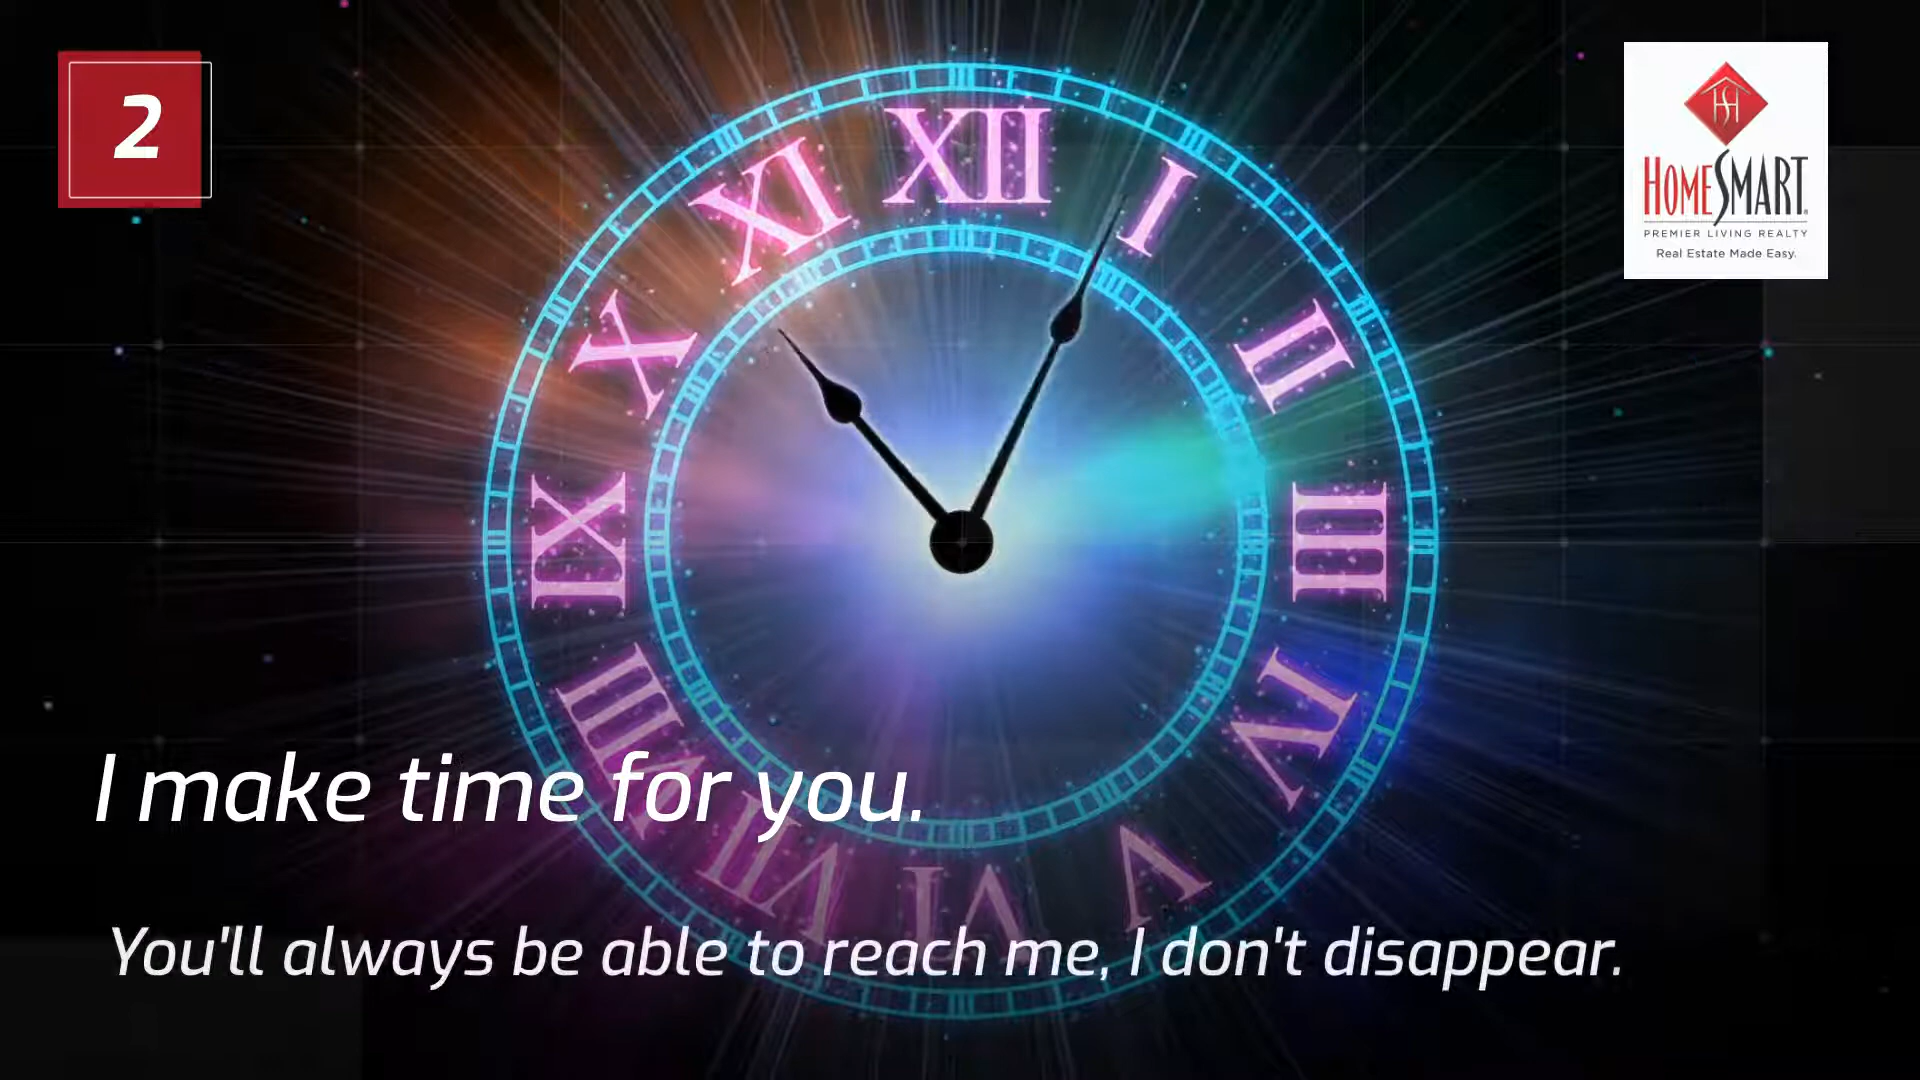 2
HOMESMART
PREMIER LIVING REALTY
Real Estate Made Easy.
XII
I
II
III
IV
V
VI
VII
VIII
IX
X
XI
I make time for you.
You'll always be able to reach me, I don't disappear.